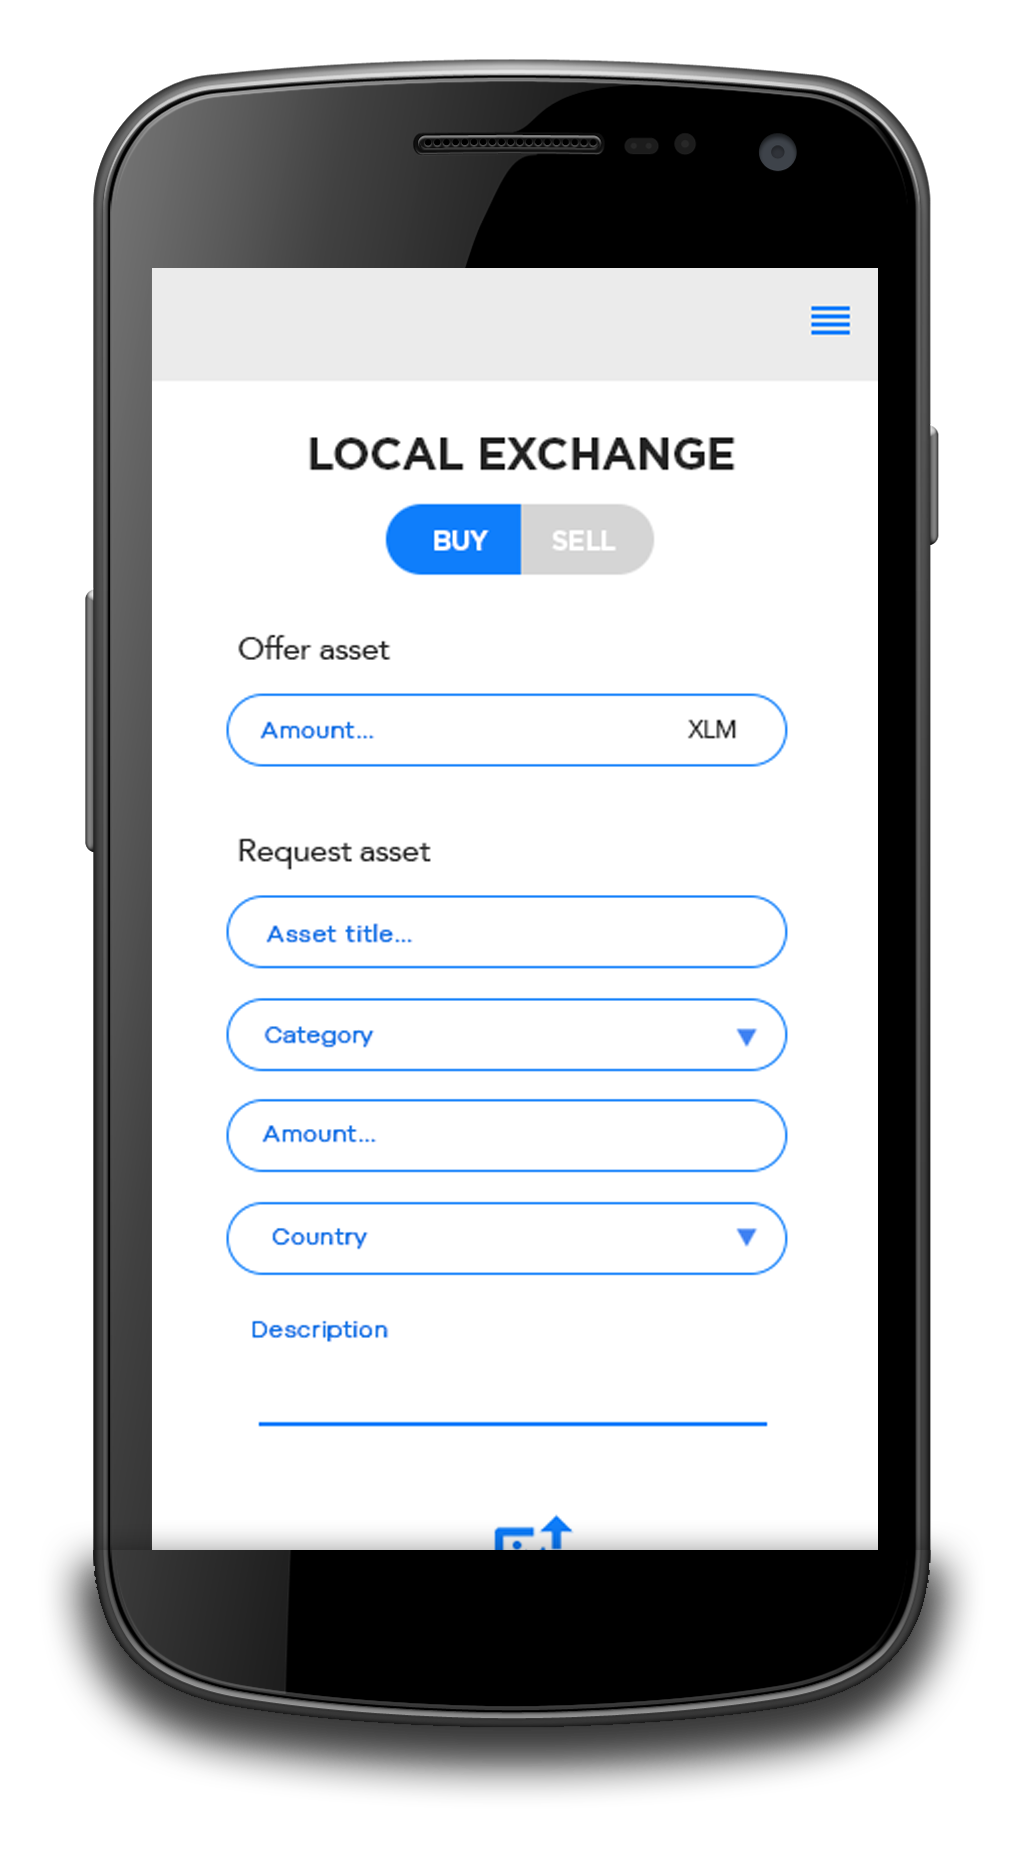 LOCAL EXCHANGE
BUY SELL
Offer asset
Amount... XLM
Request asset
Asset title...
Category
Amount...
Country
Description